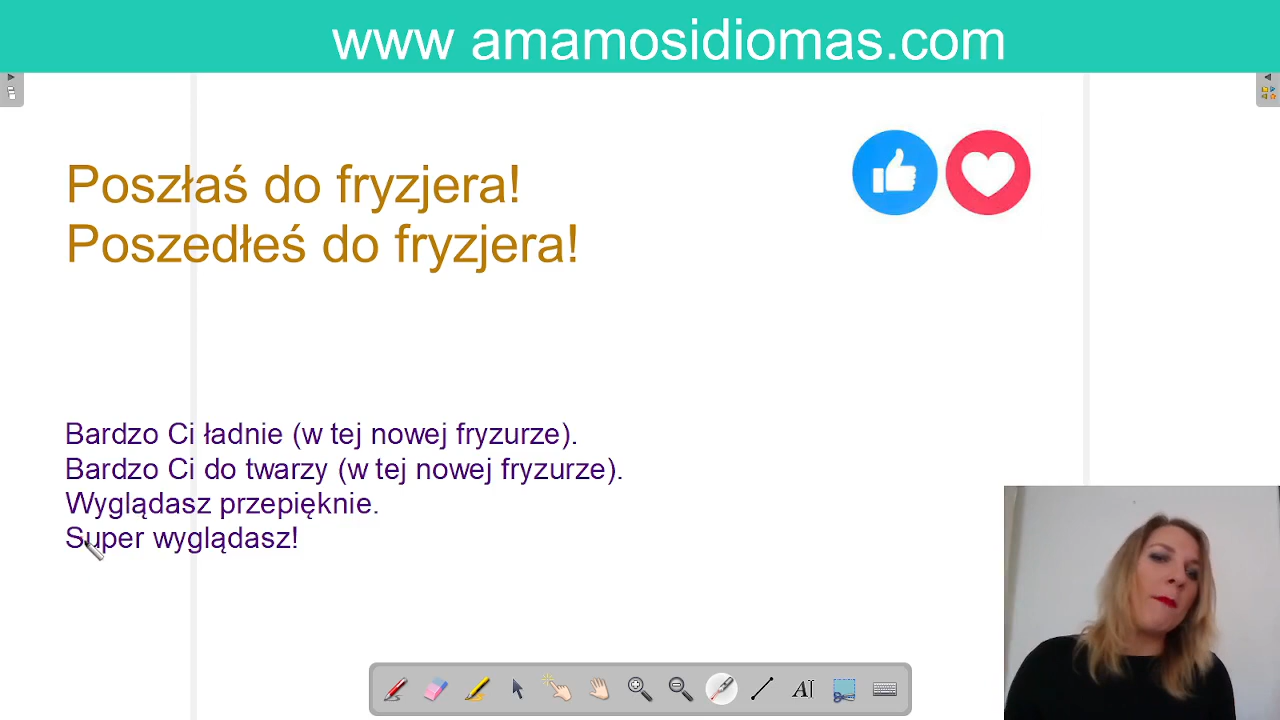 www amamosidiomas.com
Poszłaś do fryzjera!
Poszedłeś do fryzjera!
Bardzo Ci ładnie (w tej nowej fryzurze).
Bardzo Ci do twarzy (w tej nowej fryzurze).
Wyglądasz przepięknie.
Super wyglądasz!